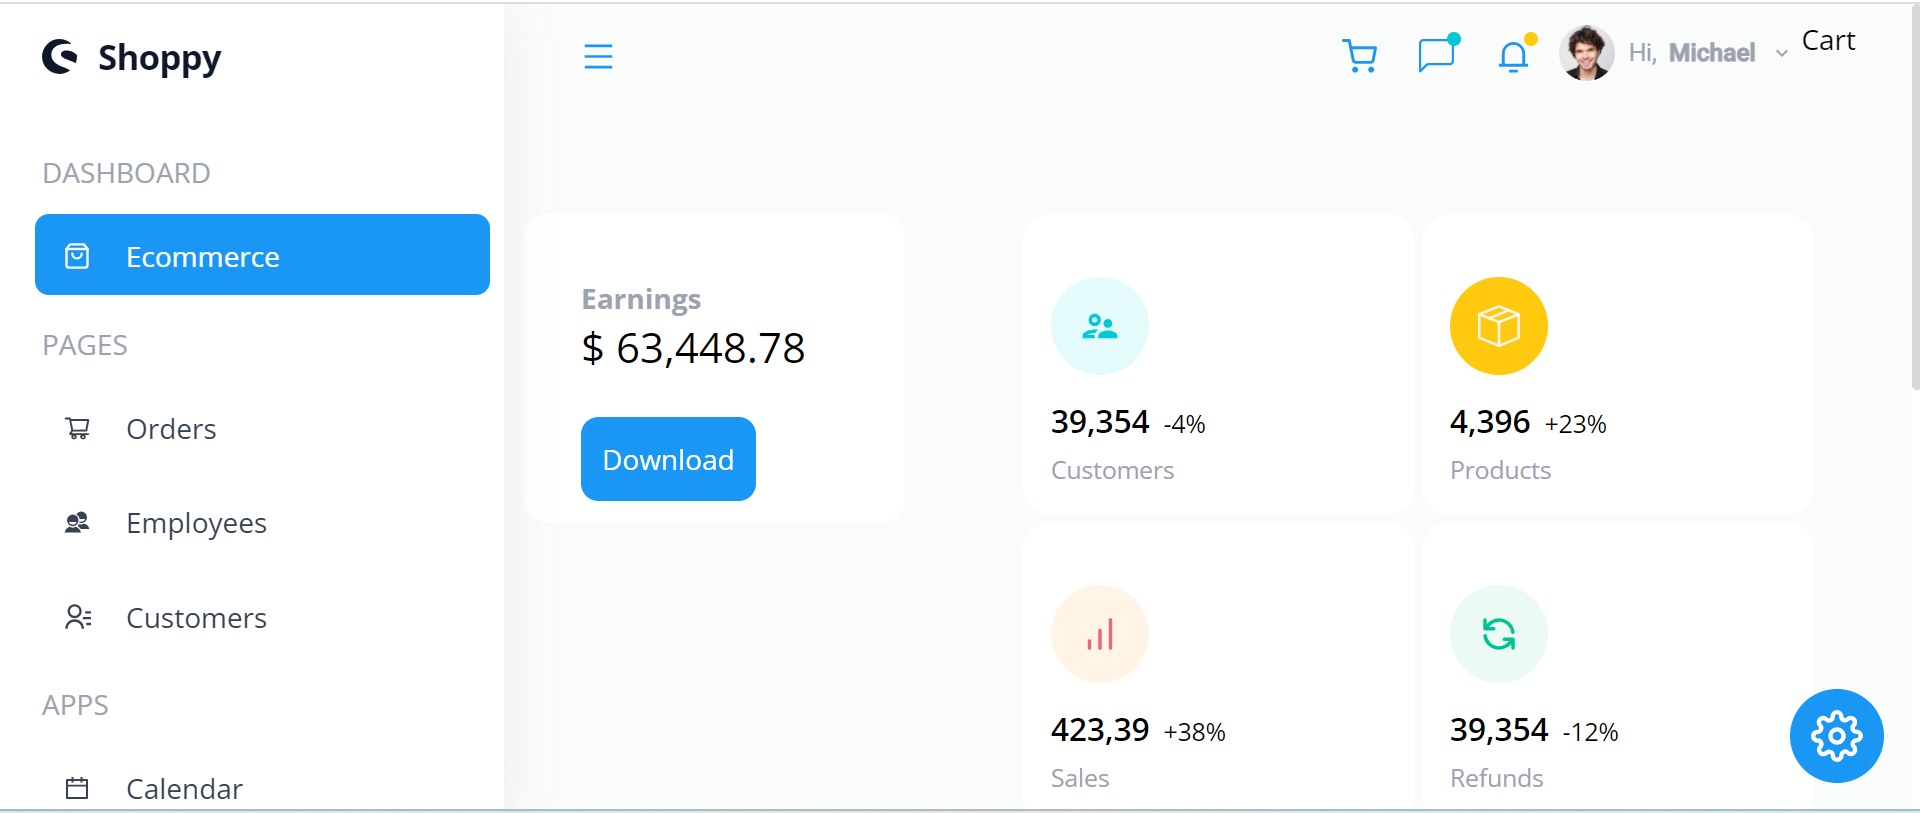 Shoppy
Hi, Michael
Cart
DASHBOARD
Ecommerce
PAGES
Orders
Employees
Customers
APPS
Calendar
Earnings
$ 63,448.78
Download
39,354 -4%
Customers
4,396 +23%
Products
423,39 +38%
Sales
39,354 -12%
Refunds